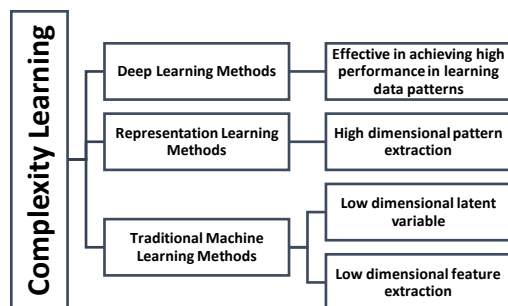 Complexity Learning
Deep Learning Methods
Effective in achieving high
performance in learning
data patterns
Representation Learning
Methods
High dimensional pattern
extraction
Traditional Machine
Learning Methods
Low dimensional latent
variable
Low dimensional feature
extraction